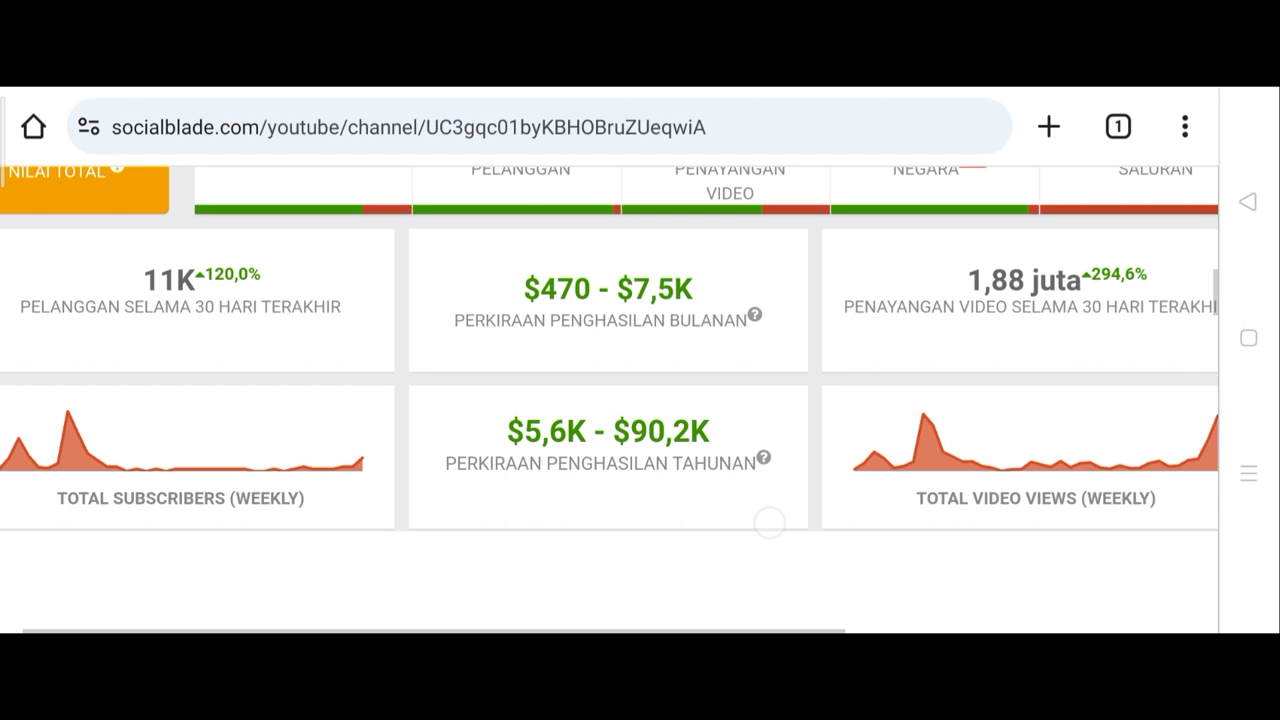 socialblade.com/youtube/channel/UC3gqc01byKBHOBruZUeqwiA
1
NILAI TOTAL
PELANGGAN
PENAYANGAN
VIDEO
NEGARA
SALURAN
11K 120,0%
PELANGGAN SELAMA 30 HARI TERAKHIR
$470 - $7,5K
PERKIRAAN PENGHASILAN BULANAN ?
1,88 juta 294,6%
PENAYANGAN VIDEO SELAMA 30 HARI TERAKHI
TOTAL SUBSCRIBERS (WEEKLY)
$5,6K - $90,2K
PERKIRAAN PENGHASILAN TAHUNAN ?
TOTAL VIDEO VIEWS (WEEKLY)